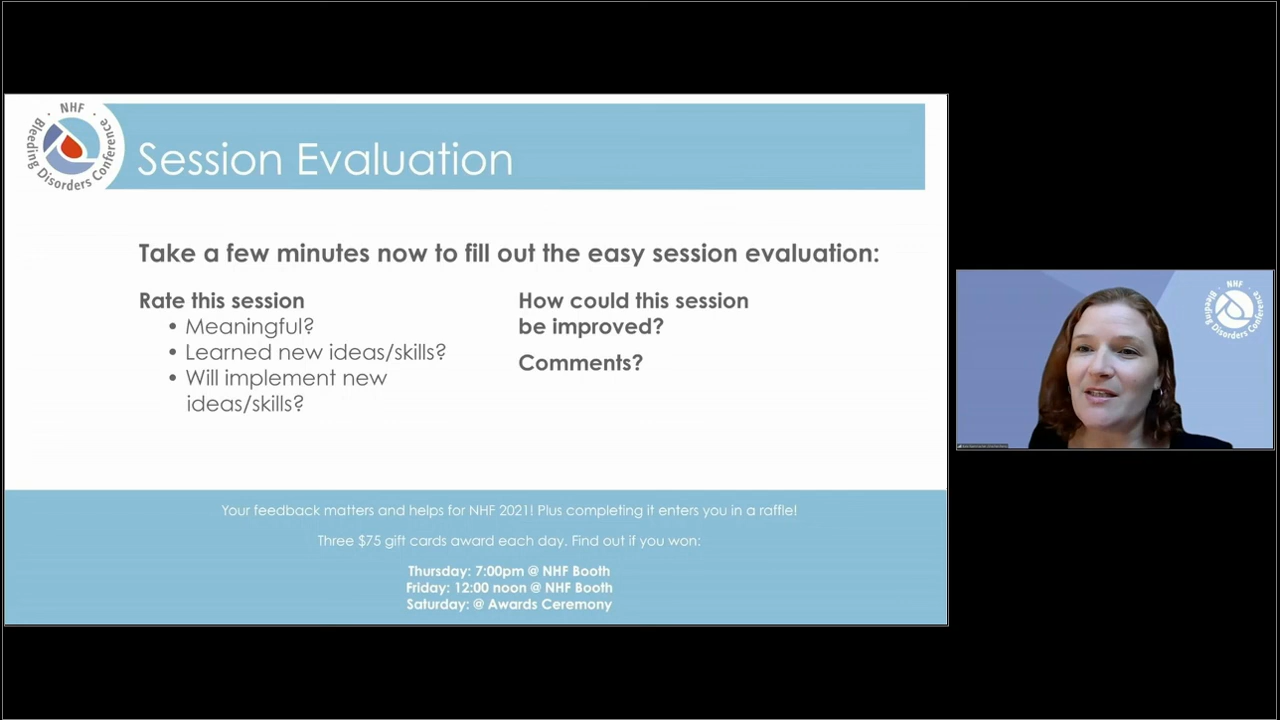 NHF
Bleeding Disorders Conference
Session Evaluation
Take a few minutes now to fill out the easy session evaluation:
Rate this session
• Meaningful?
• Learned new ideas/skills?
• Will implement new
ideas/skills?
How could this session
be improved?
Comments?
Your feedback matters and helps for NHF 2021! Plus completing it enters you in a raffle!
Three $75 gift cards award each day. Find out if you won:
Thursday: 7:00pm @ NHF Booth
Friday: 12:00 noon @ NHF Booth
Saturday: @ Awards Ceremony
NHF
Bleeding Disorders Conference